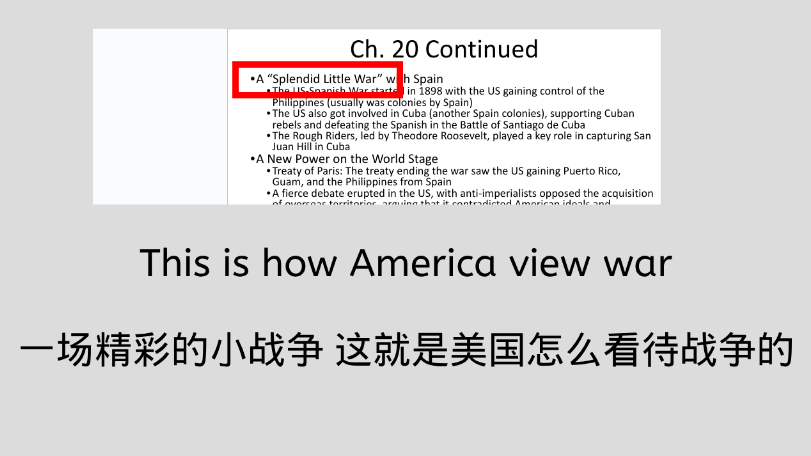 Ch. 20 Continued
•A “Splendid Little War” with Spain
•The US-Spanish War started in 1898 with the US gaining control of the
Philippines (usually was colonies by Spain)
•The US also got involved in Cuba (another Spain colonies), supporting Cuban
rebels and defeating the Spanish in the Battle of Santiago de Cuba
•The Rough Riders, led by Theodore Roosevelt, played a key role in capturing San
Juan Hill in Cuba
•A New Power on the World Stage
•Treaty of Paris: The treaty ending the war saw the US gaining Puerto Rico,
Guam, and the Philippines from Spain
•A fierce debate erupted in the US, with anti-imperialists opposed the acquisition
of overseas territories, arguing that it contradicted American ideals and
This is how America view war
一场精彩的小战争 这就是美国怎么看待战争的